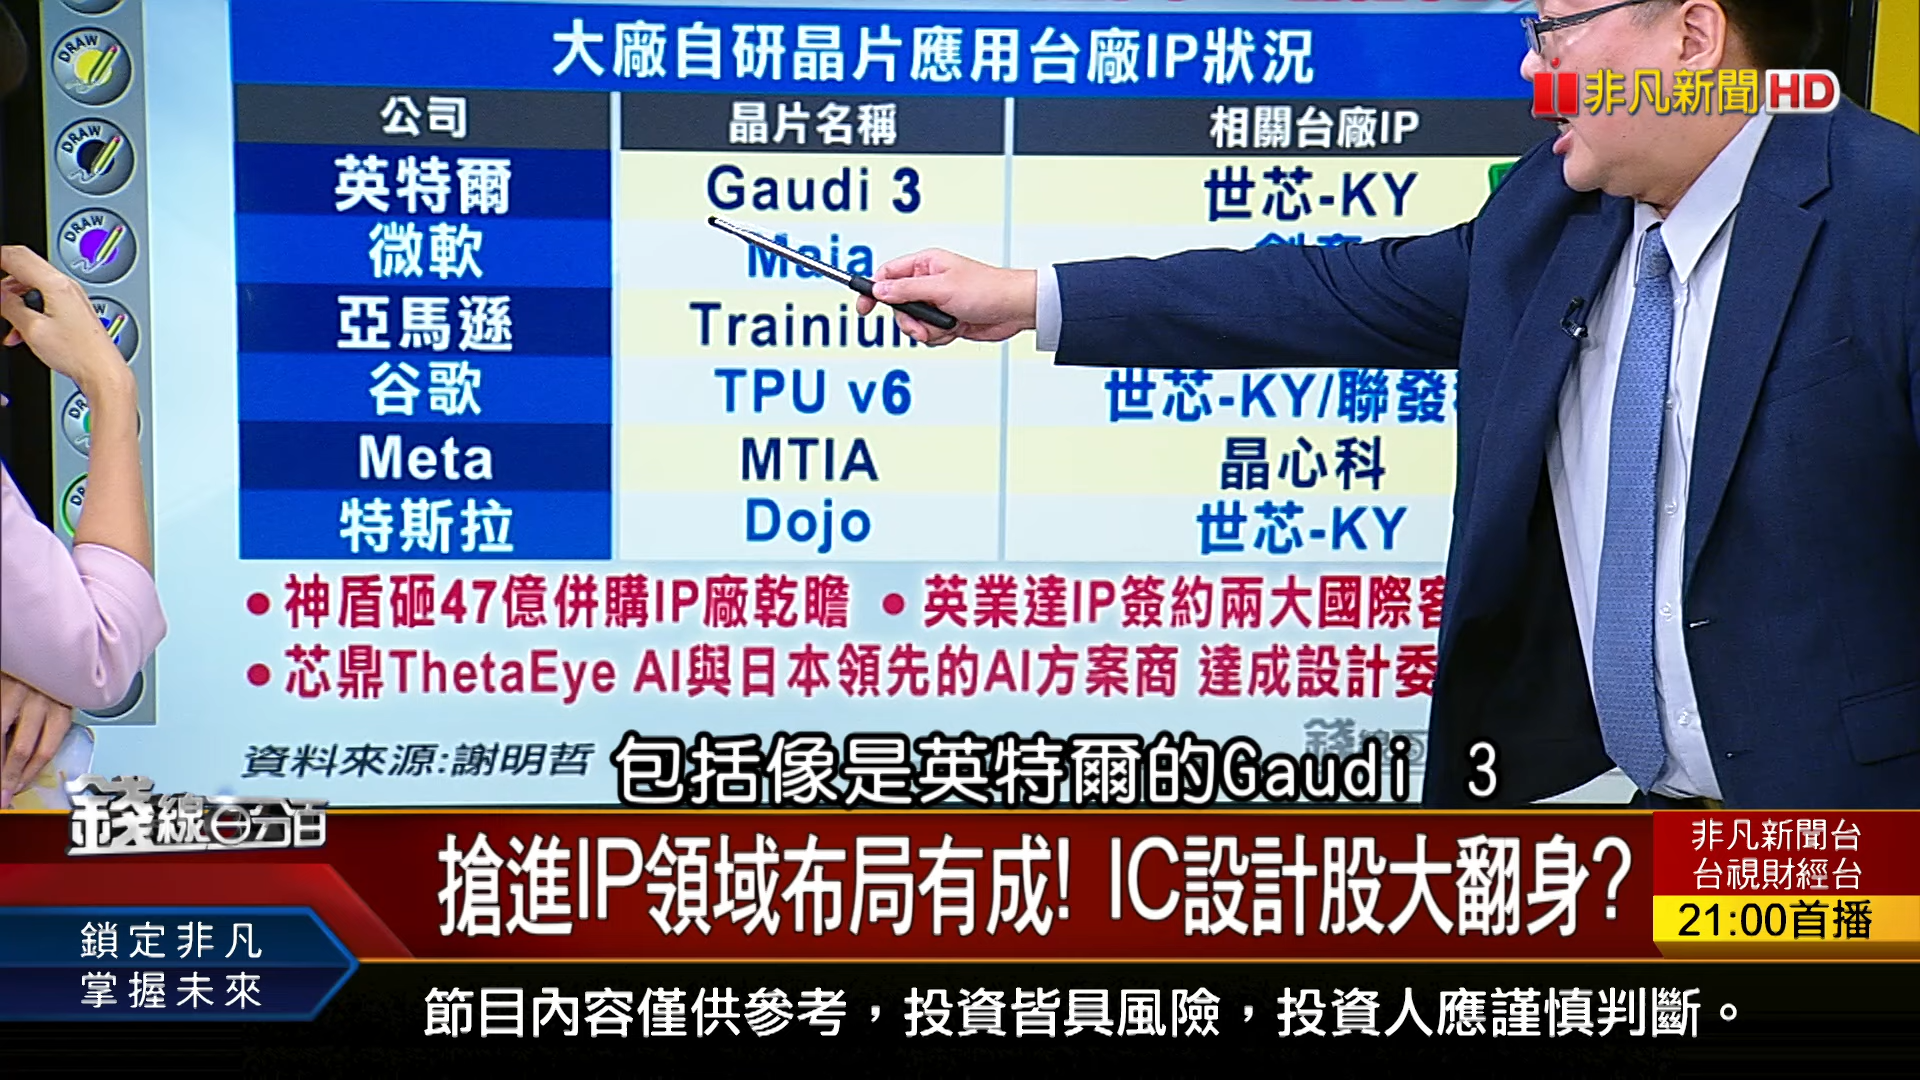 大廠自研晶片應用台廠IP狀況
非凡新聞HD
公司 晶片名稱 相關台廠IP
英特爾 Gaudi 3 世芯-KY
微軟 Maia
亞馬遜
谷歌 TPU v6 世芯-KY/聯發
Meta MTIA 晶心科
特斯拉 Dojo 世芯-KY
•神盾砸47億併購IP廠乾瞻 •英業達IP簽約兩大國際客
•芯鼎ThetaEye AI與日本領先的AI方案商 達成設計委
資料來源:謝明哲
DRAW
DRAW
DRAW
包括像是英特爾的Gaudi 3
錢線百分百
搶進IP領域布局有成! IC設計股大翻身?
非凡新聞台
台視財經台
21:00首播
鎖定非凡
掌握未來
節目內容僅供參考，投資皆具風險，投資人應謹慎判斷。